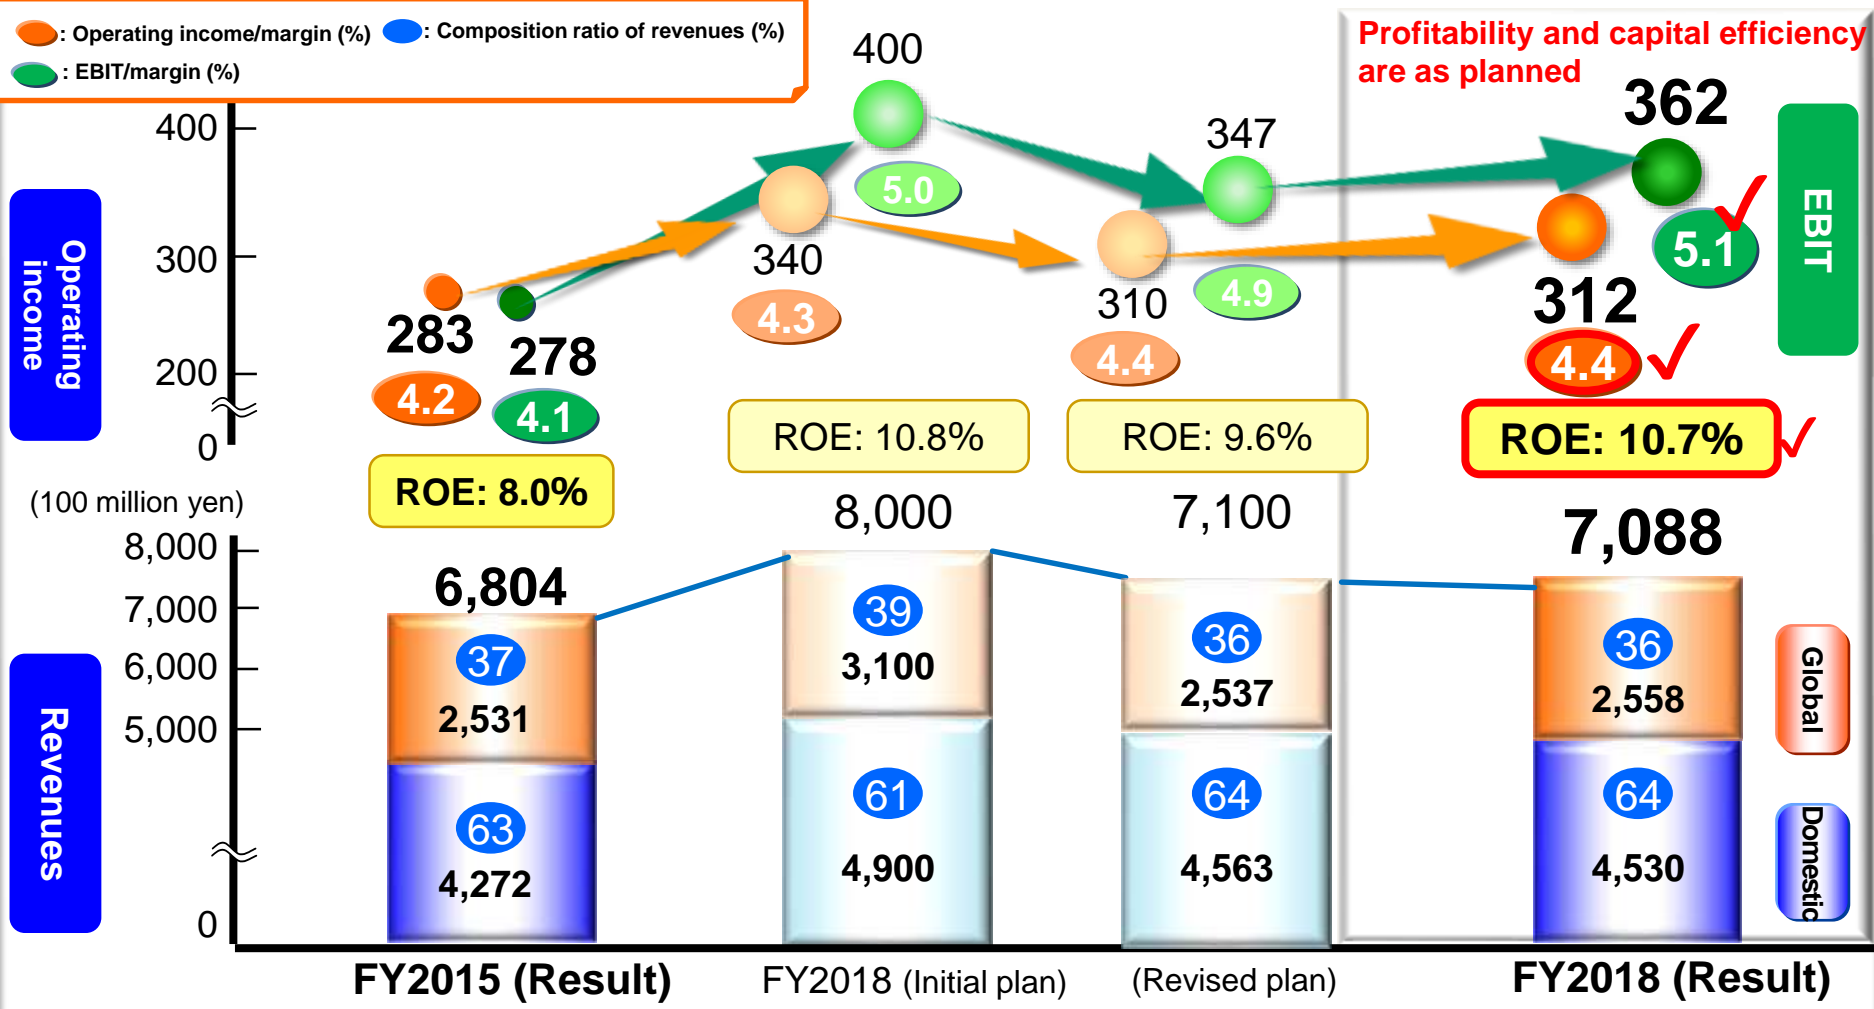 : Operating income/margin (%)
: Composition ratio of revenues (%)
: EBIT/margin (%)
Profitability and capital efficiency
are as planned
Operating
income
400
300
200
0
283
4.2
278
4.1
340
4.3
400
5.0
310
4.4
347
4.9
312
4.4
362
5.1
EBIT
ROE: 8.0%
ROE: 10.8%
ROE: 9.6%
ROE: 10.7%
(100 million yen)
Revenues
8,000
7,000
6,000
5,000
0
6,804
37
2,531
63
4,272
8,000
39
3,100
61
4,900
7,100
36
2,537
64
4,563
7,088
36
2,558
64
4,530
Global
Domestic
FY2015 (Result)
FY2018 (Initial plan)
(Revised plan)
FY2018 (Result)